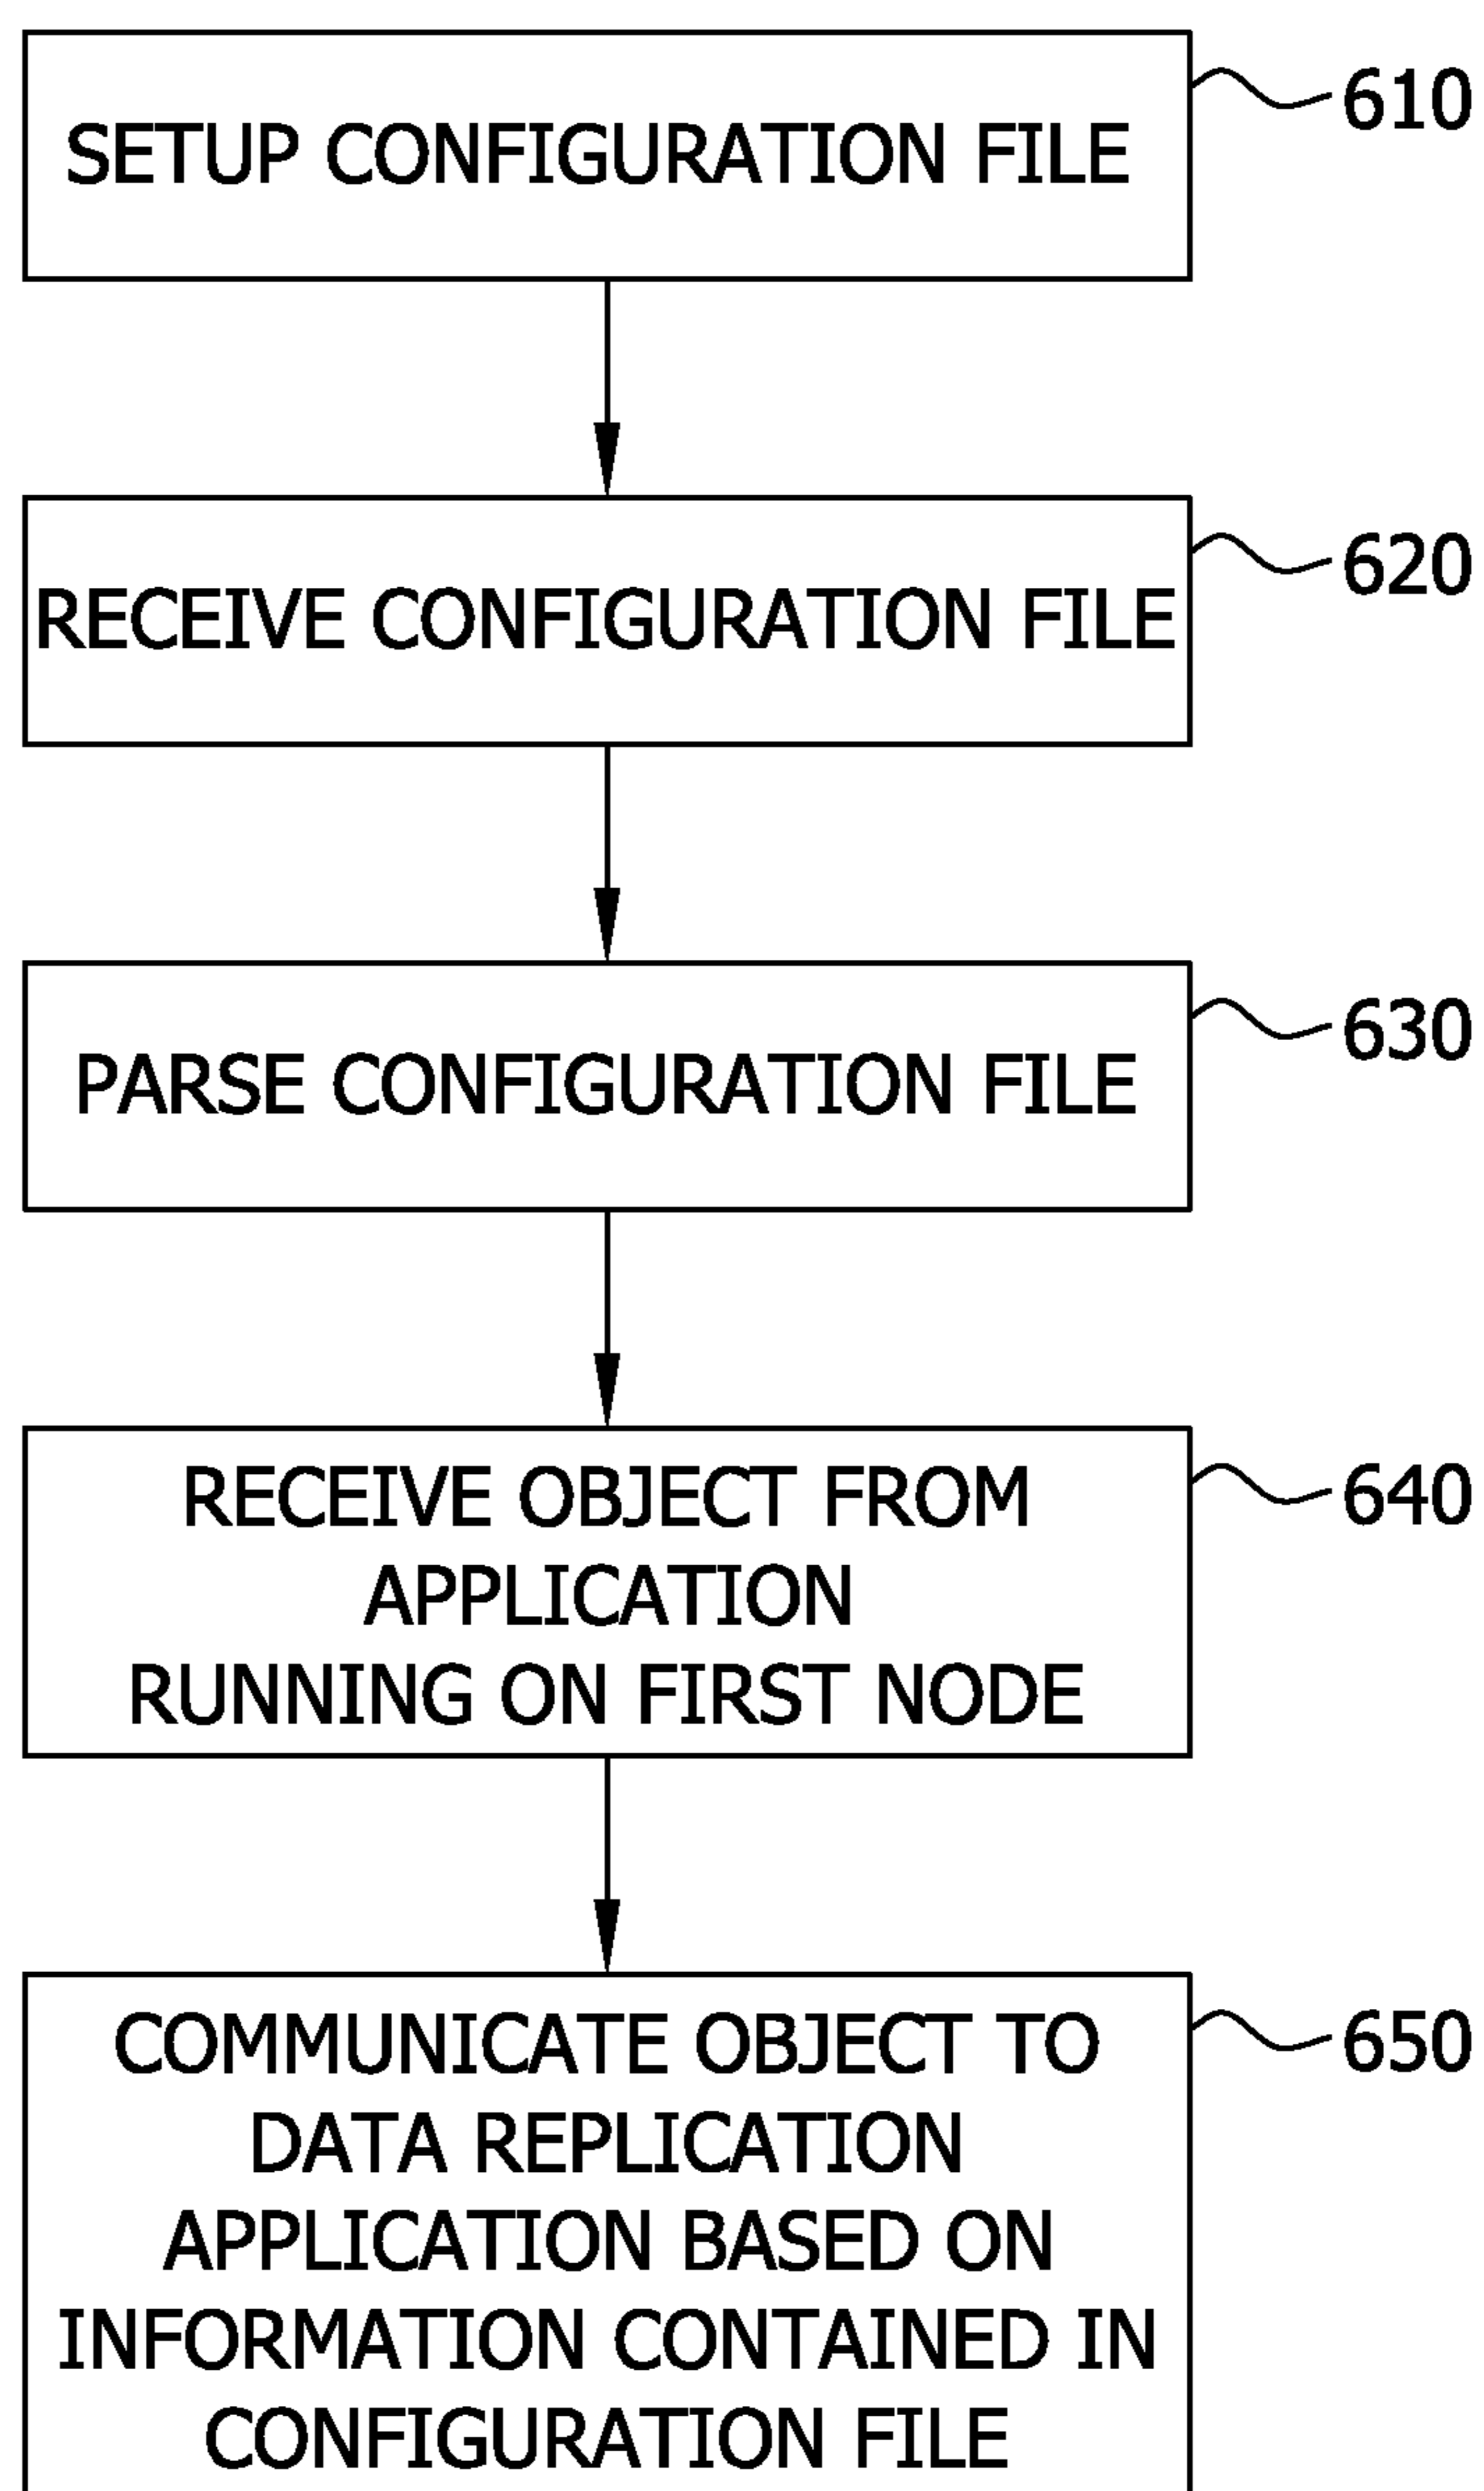 SETUP CONFIGURATION FILE
610
RECEIVE CONFIGURATION FILE
620
PARSE CONFIGURATION FILE
630
RECEIVE OBJECT FROM
APPLICATION
RUNNING ON FIRST NODE
640
COMMUNICATE OBJECT TO
DATA REPLICATION
APPLICATION BASED ON
INFORMATION CONTAINED IN
CONFIGURATION FILE
650